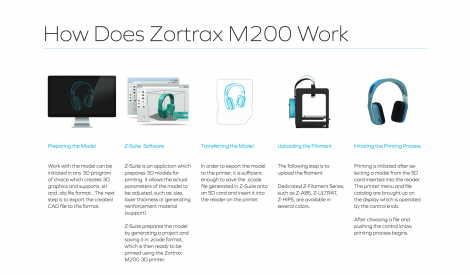 How Does Zortrax M200 Work
Preparing the Model
Work with the model can be
initiated in any 3D program
of choice which creates 3D
graphics and supports .stl
and .obj file format. The next
step is to export the created
CAD file to this format.
Z-Suite Software
Z-Suite is an application which
prepares 3D models for
printing. It allows the actual
parameters of the model to
be adjusted, such as: size,
layer thickness or generating
reinforcement material
(support).
Z-Suite prepares the model
by generating a project and
saving it in .zcode format,
which is then ready to be
printed using the Zortrax
M200 3D printer.
Transferring the Model
In order to export the model
to the printer, it is sufficient
enough to save the .zcode
file generated in Z-Suite onto
an SD card and insert it into
the reader on the printer
Uploading the Filament
The following step is to
upload the filament.
Dedicated Z-Filament Series,
such as Z-ABS, Z-ULTRAT,
Z-HIPS, are available in
several colors.
Initiating the Printing Process
Printing is initiated after se-
lecting a model from the SD
card inserted into the reader.
The printer menu and file
catalog are brought up on
the display which is operated
by the control knob.
After choosing a file and
pushing the control know,
printing process begins.